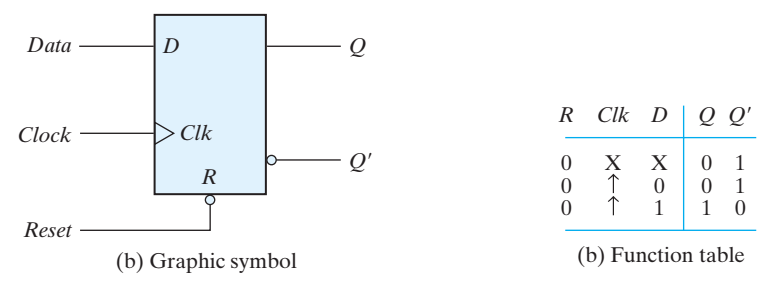 Data
D
Q
Clock
Clk
Q'
R
Reset
(b) Graphic symbol
R Clk D Q Q'
0 X X 0 1
0 ↑ 0 0 1
0 ↑ 1 1 0
(b) Function table